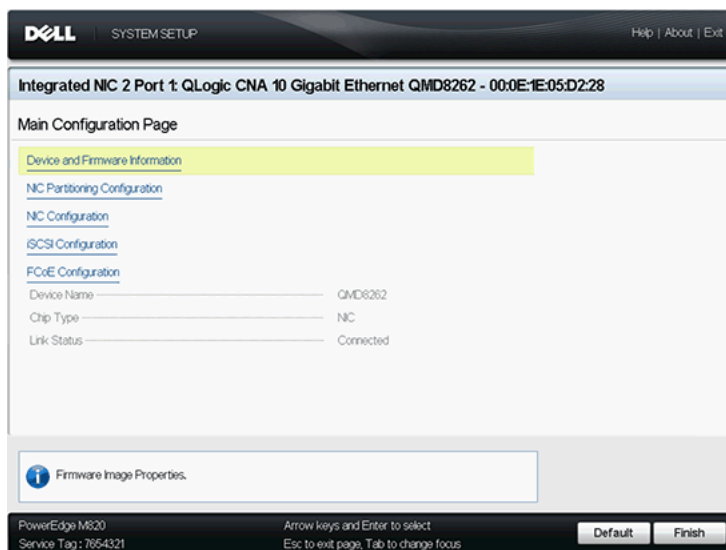 DELL SYSTEM SETUP Help | About | Exit
Integrated NIC 2 Port 1: QLogic CNA 10 Gigabit Ethernet QMD8262 - 00:0E:1E:05:D2:28
Main Configuration Page
Device and Firmware Information
NIC Partitioning Configuration
NIC Configuration
iSCSI Configuration
FCoE Configuration
Device Name QMD8262
Chip Type NIC
Link Status Connected
Firmware Image Properties.
PowerEdge M820 Arrow keys and Enter to select
Service Tag : 7654321 Esc to exit page, Tab to change focus
Default Finish